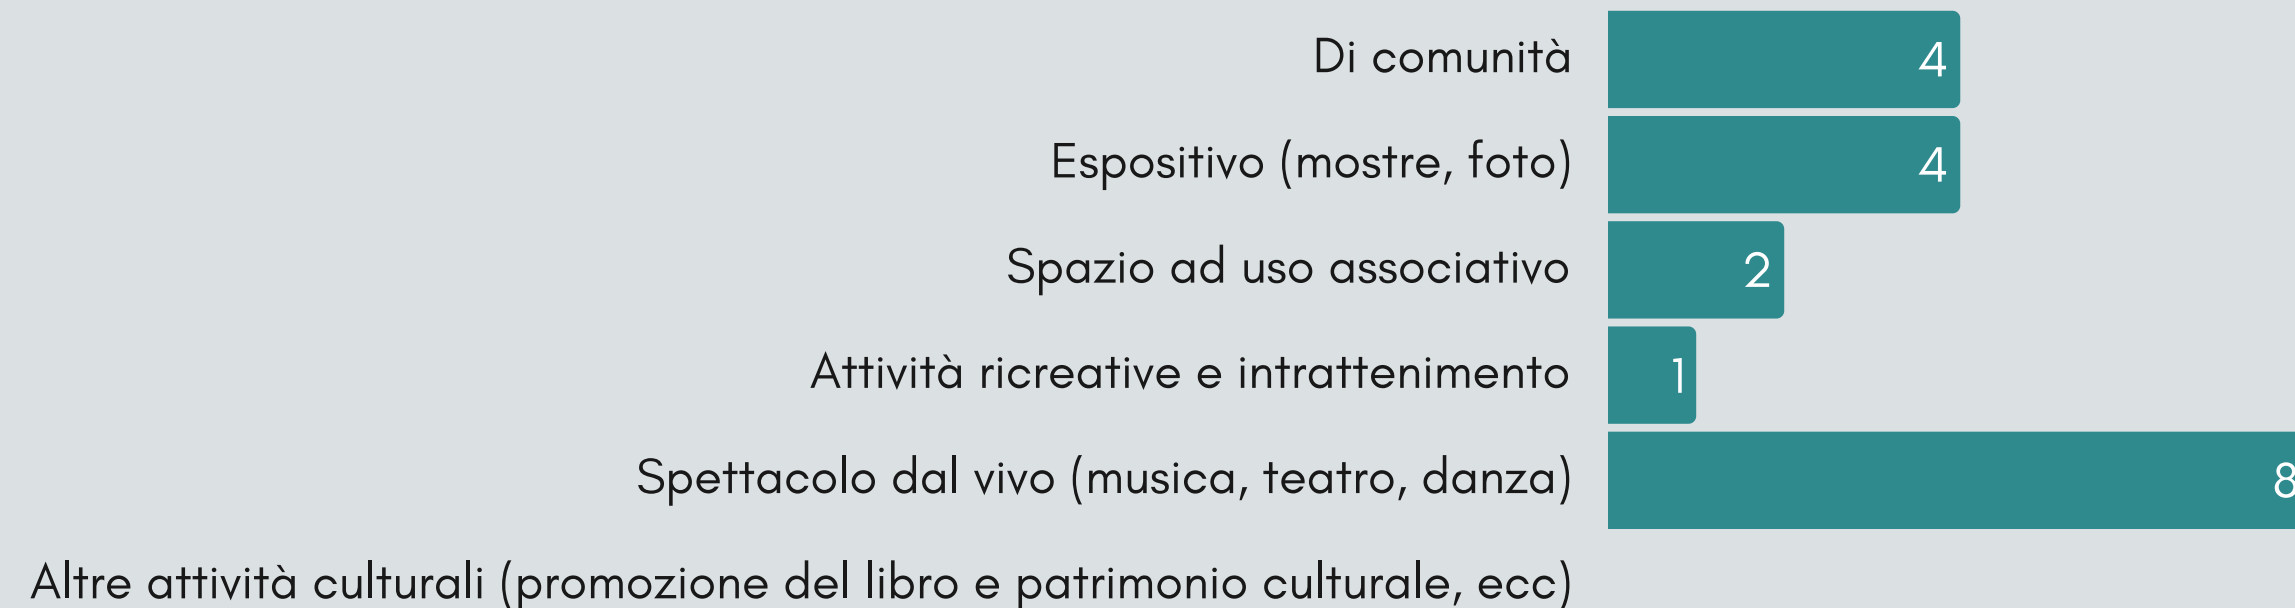 Di comunità 4
Espositivo (mostre, foto) 4
Spazio ad uso associativo 2
Attività ricreative e intrattenimento 1
Spettacolo dal vivo (musica, teatro, danza) 8
Altre attività culturali (promozione del libro e patrimonio culturale, ecc)